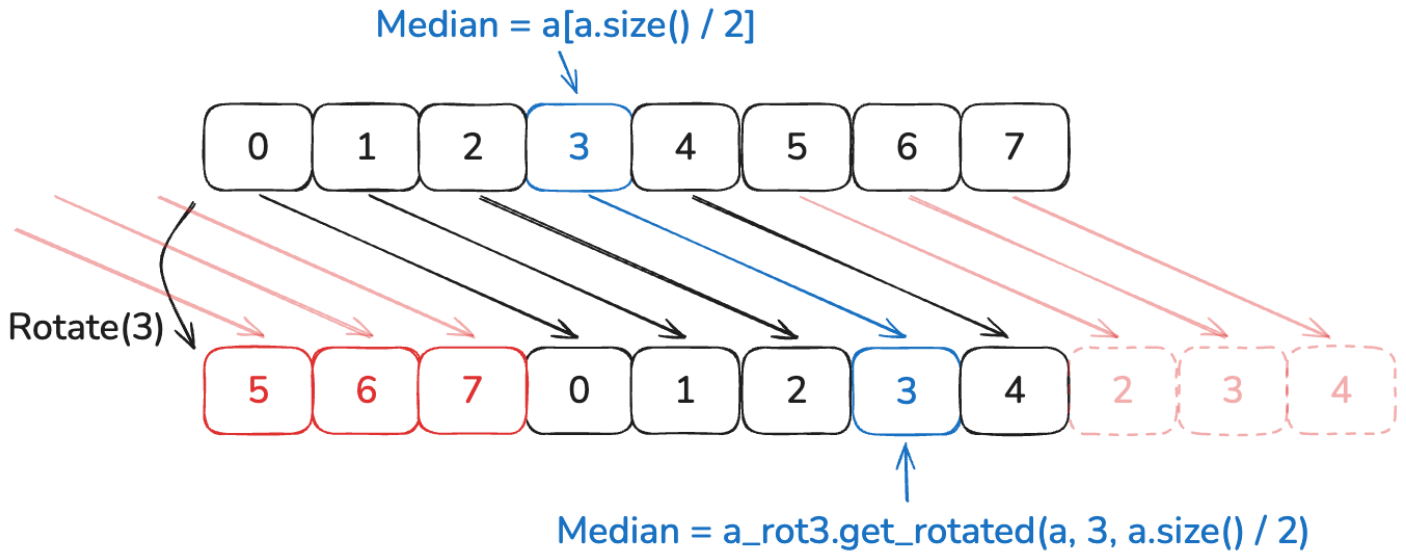 Median = a[a.size() / 2]
0 1 2 3 4 5 6 7
Rotate(3)
5 6 7 0 1 2 3 4 2 3 4
Median = a_rot3.get_rotated(a, 3, a.size() / 2)